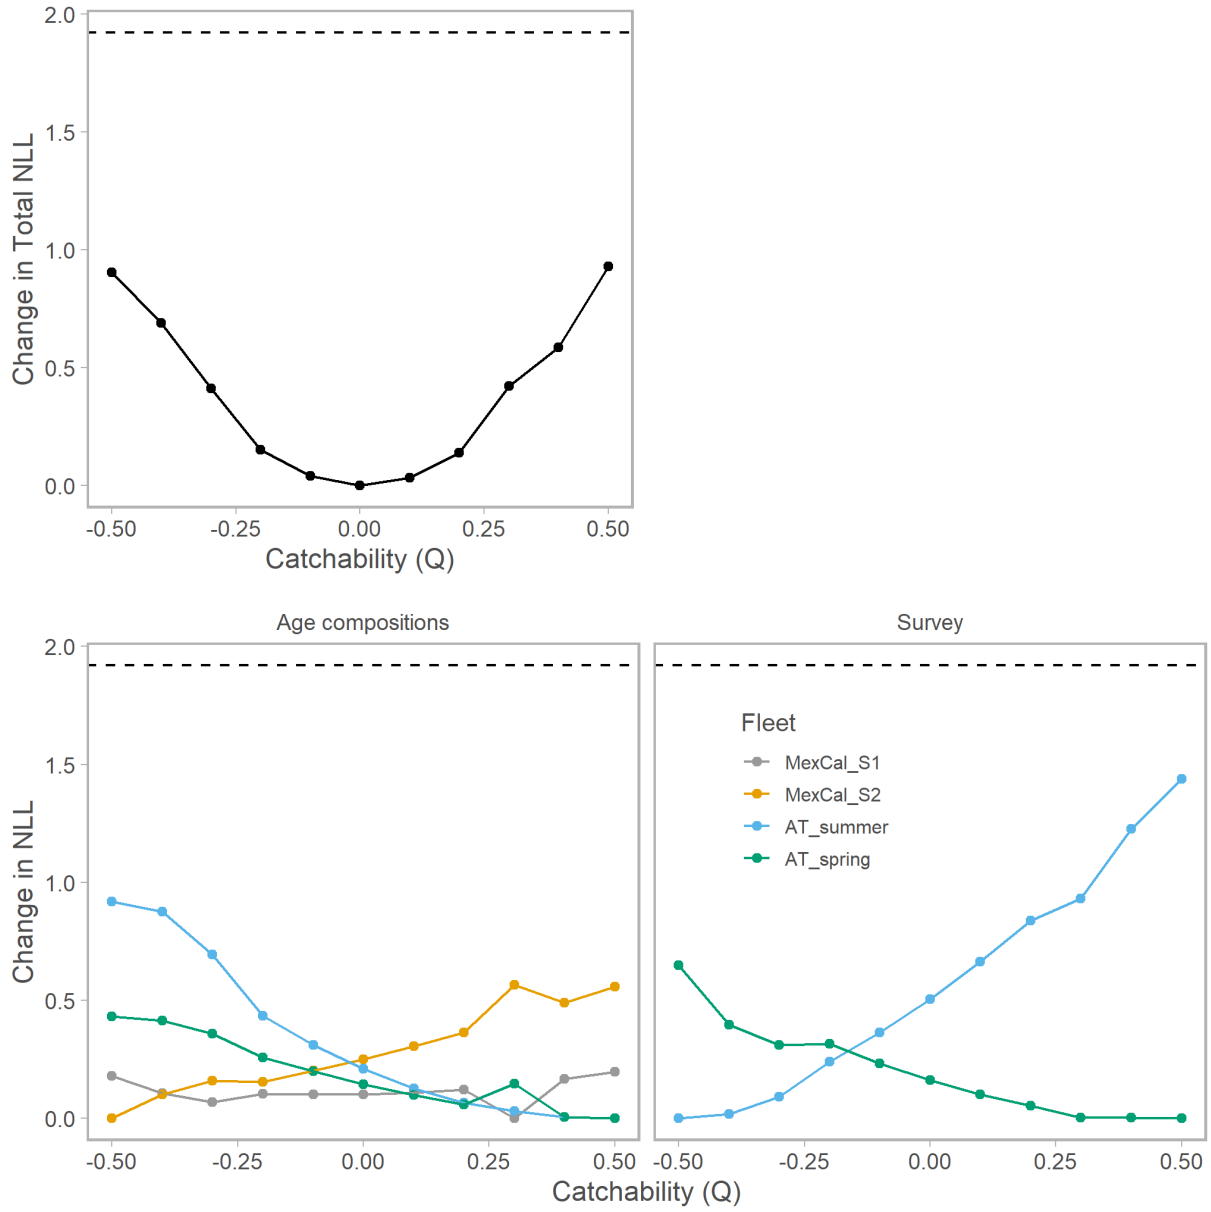 Change in Total NLL
2.0
1.5
1.0
0.5
0.0
-0.50 -0.25 0.00 0.25 0.50
Catchability (Q)
Age compositions
Survey
Change in NLL
2.0
1.5
1.0
0.5
0.0
Fleet
MexCal_S1
MexCal_S2
AT_summer
AT_spring
-0.50 -0.25 0.00 0.25 0.50
-0.50 -0.25 0.00 0.25 0.50
Catchability (Q)